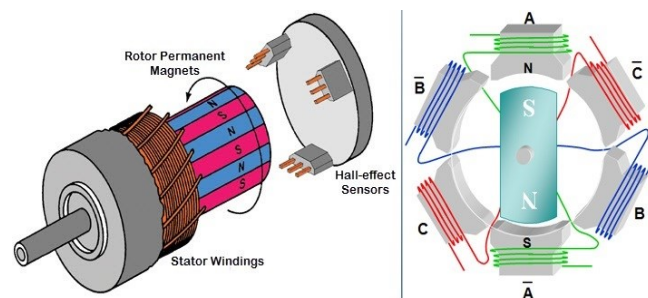 Rotor Permanent
Magnets
N
S
N
S
N
S
Hall-effect
Sensors
Stator Windings
A
N
B̅
C̅
S
N
C
B
S
A̅